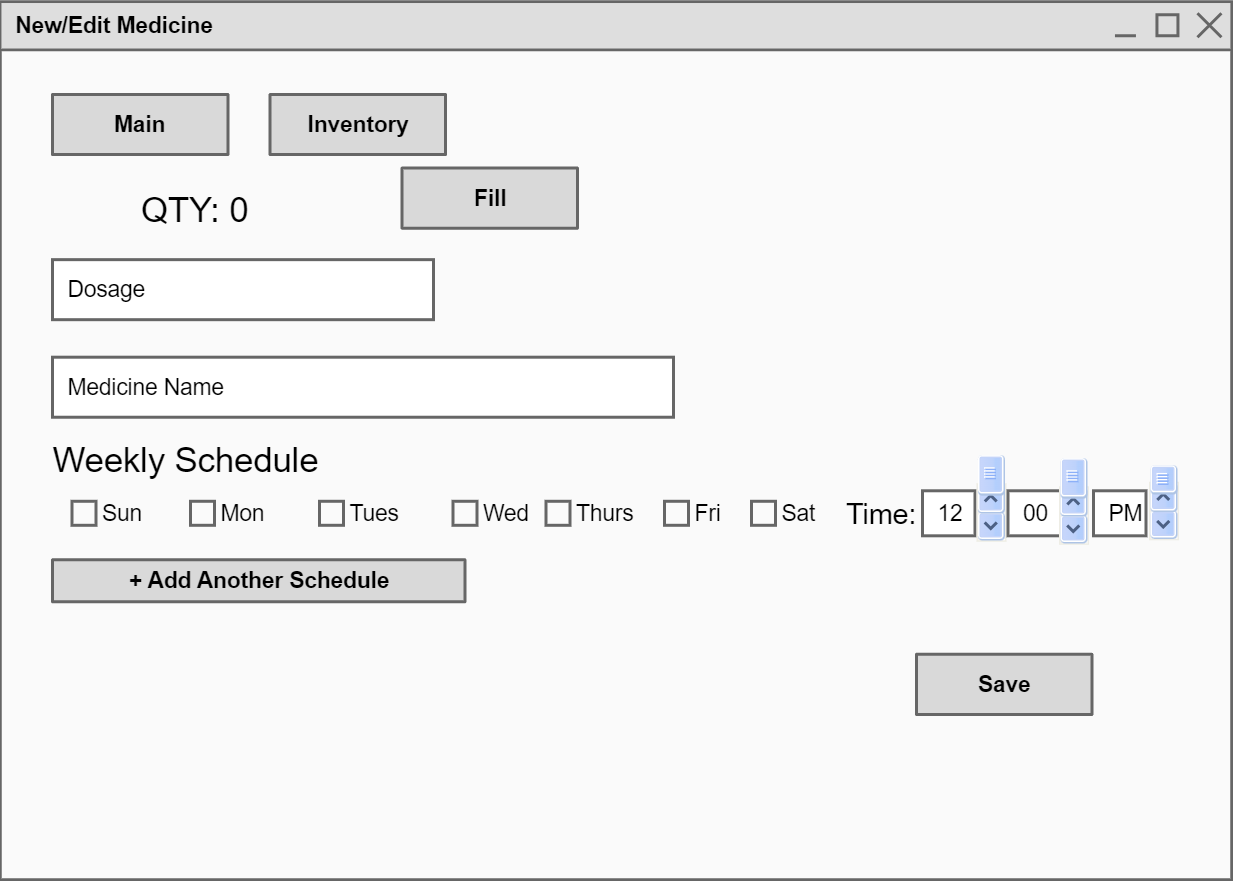 New/Edit Medicine
Main Inventory
QTY: 0 Fill
Dosage
Medicine Name
Weekly Schedule
Sun Mon Tues Wed Thurs Fri Sat Time: 12 00 PM
+ Add Another Schedule
Save